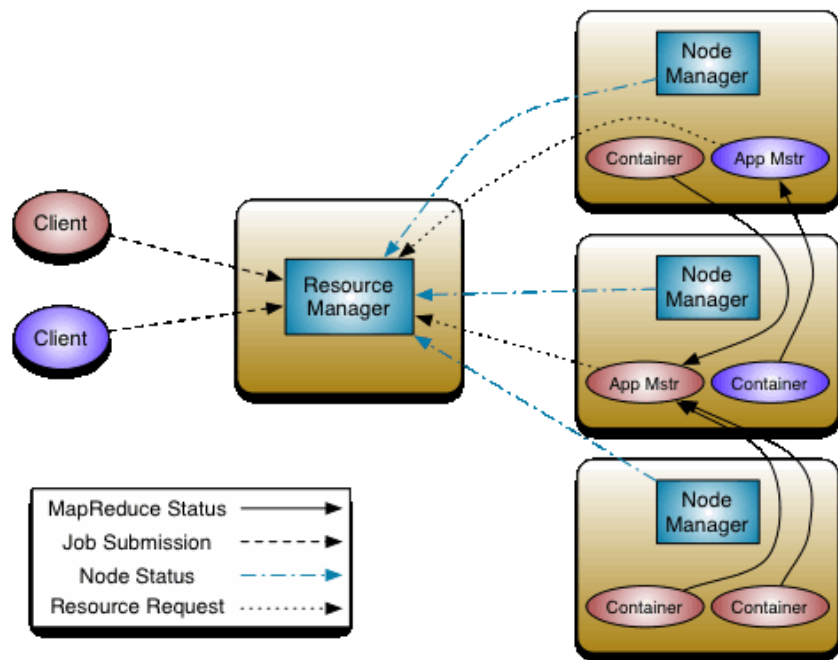 Node
Manager
Container
App Mstr
Client
Client
Resource
Manager
Node
Manager
App Mstr
Container
Node
Manager
Container
Container
MapReduce Status
Job Submission
Node Status
Resource Request